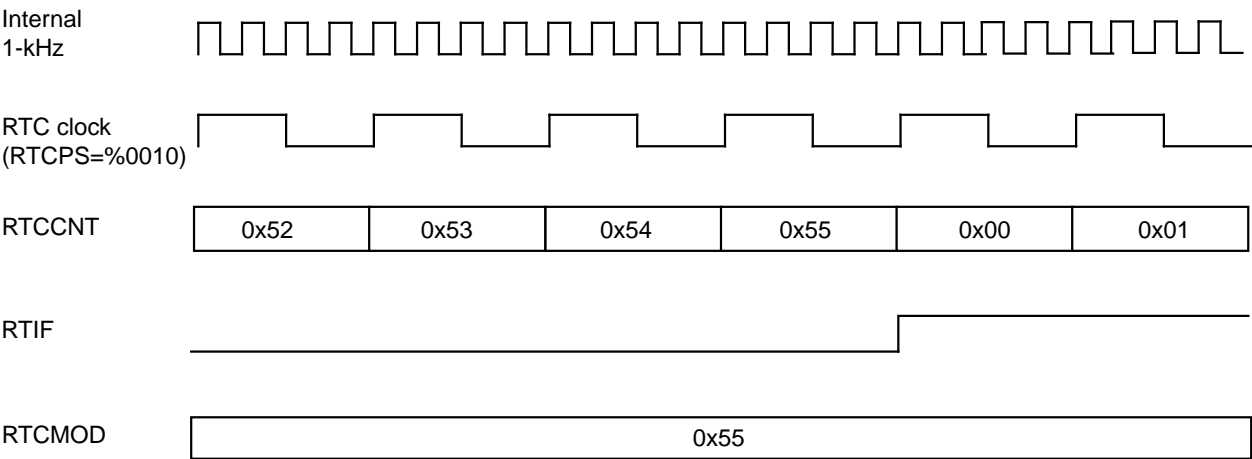 Internal
1-kHz
RTC clock
(RTCPS=%0010)
RTCCNT 0x52 0x53 0x54 0x55 0x00 0x01
RTIF
RTCMOD 0x55